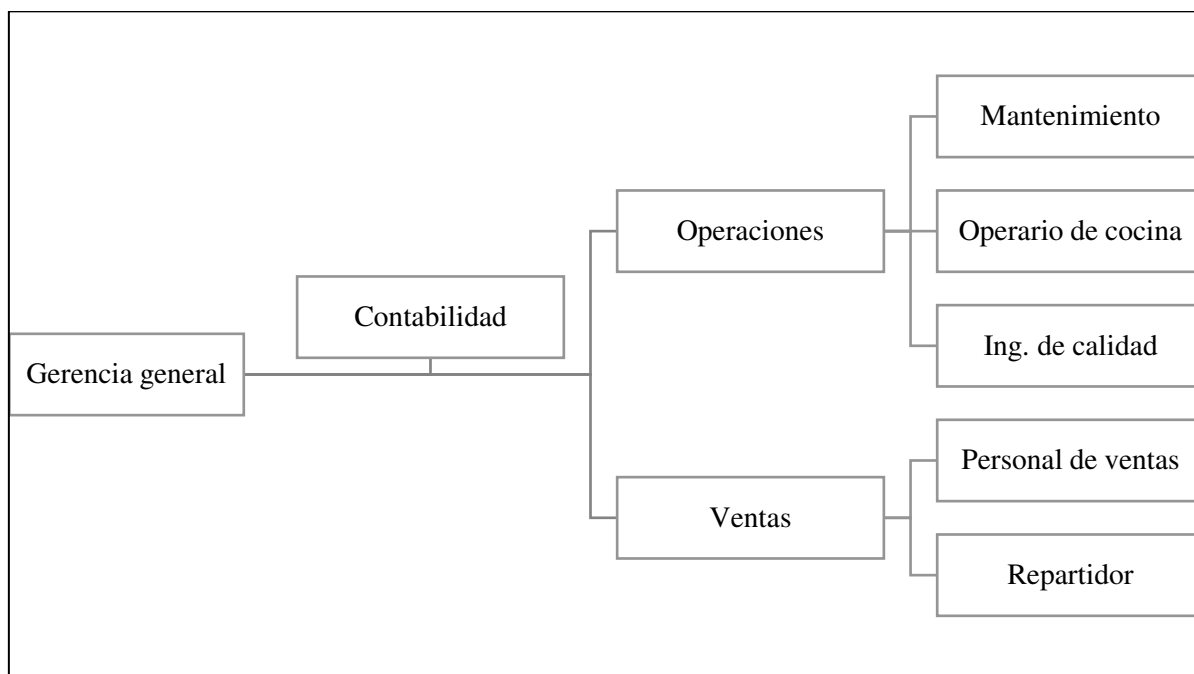 Gerencia general
Contabilidad
Operaciones
Mantenimiento
Operario de cocina
Ing. de calidad
Ventas
Personal de ventas
Repartidor